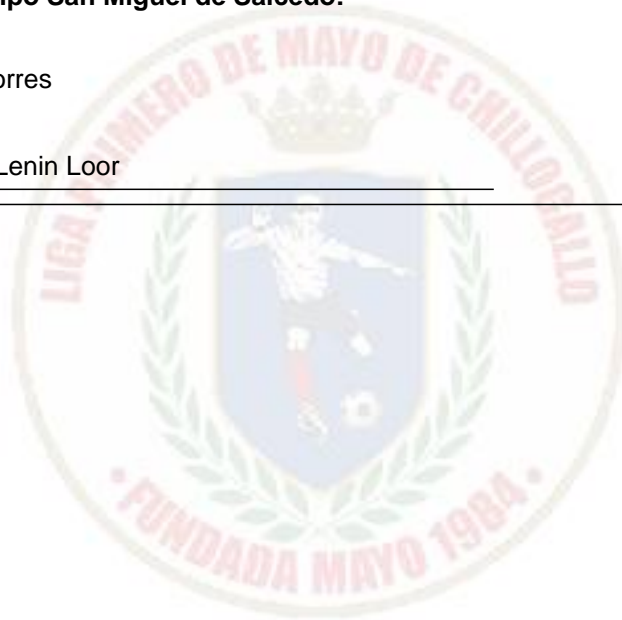 po San Miguel de Salcedo.
orres
Lenin Loor
LIGA PRIMERO DE MAYO DE CHILLOGALLO
• FUNDADA MAYO 1984 •